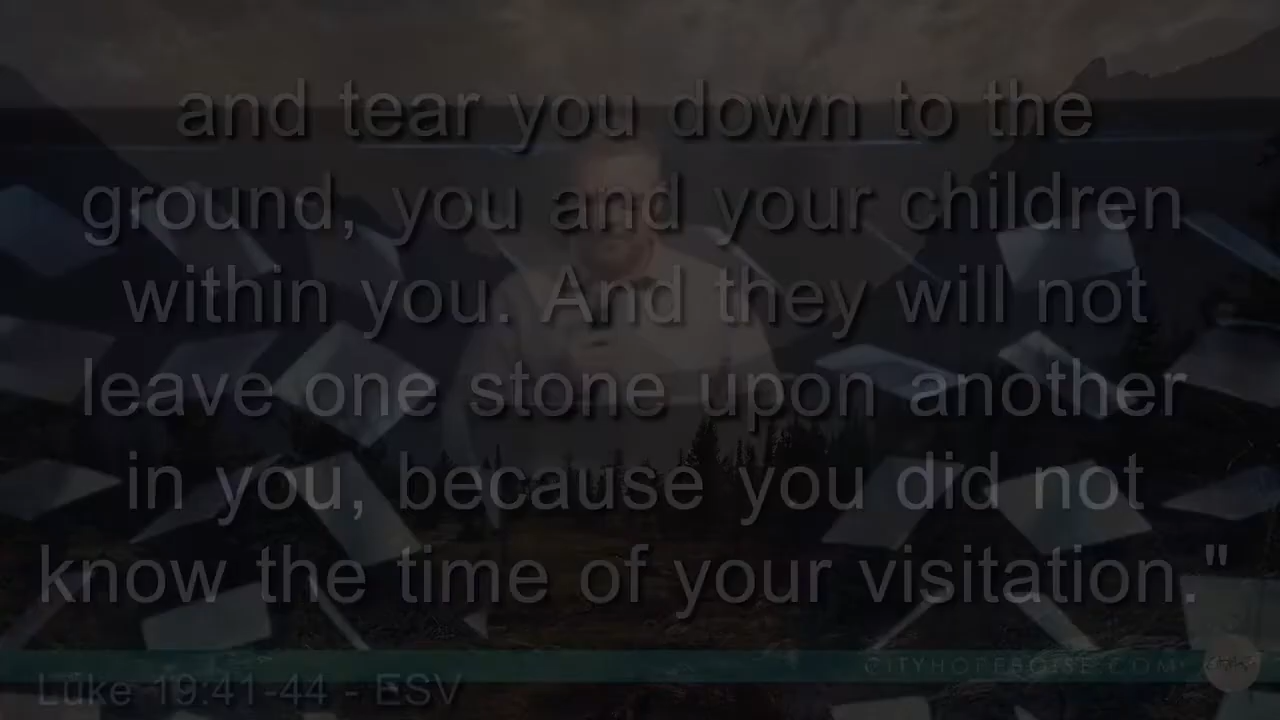 and tear you down to the
ground, you and your children
within you. And they will not
leave one stone upon another
in you, because you did not
know the time of your visitation."
CITYHOPEBOISE.COM
Luke 19:41-44 - ESV